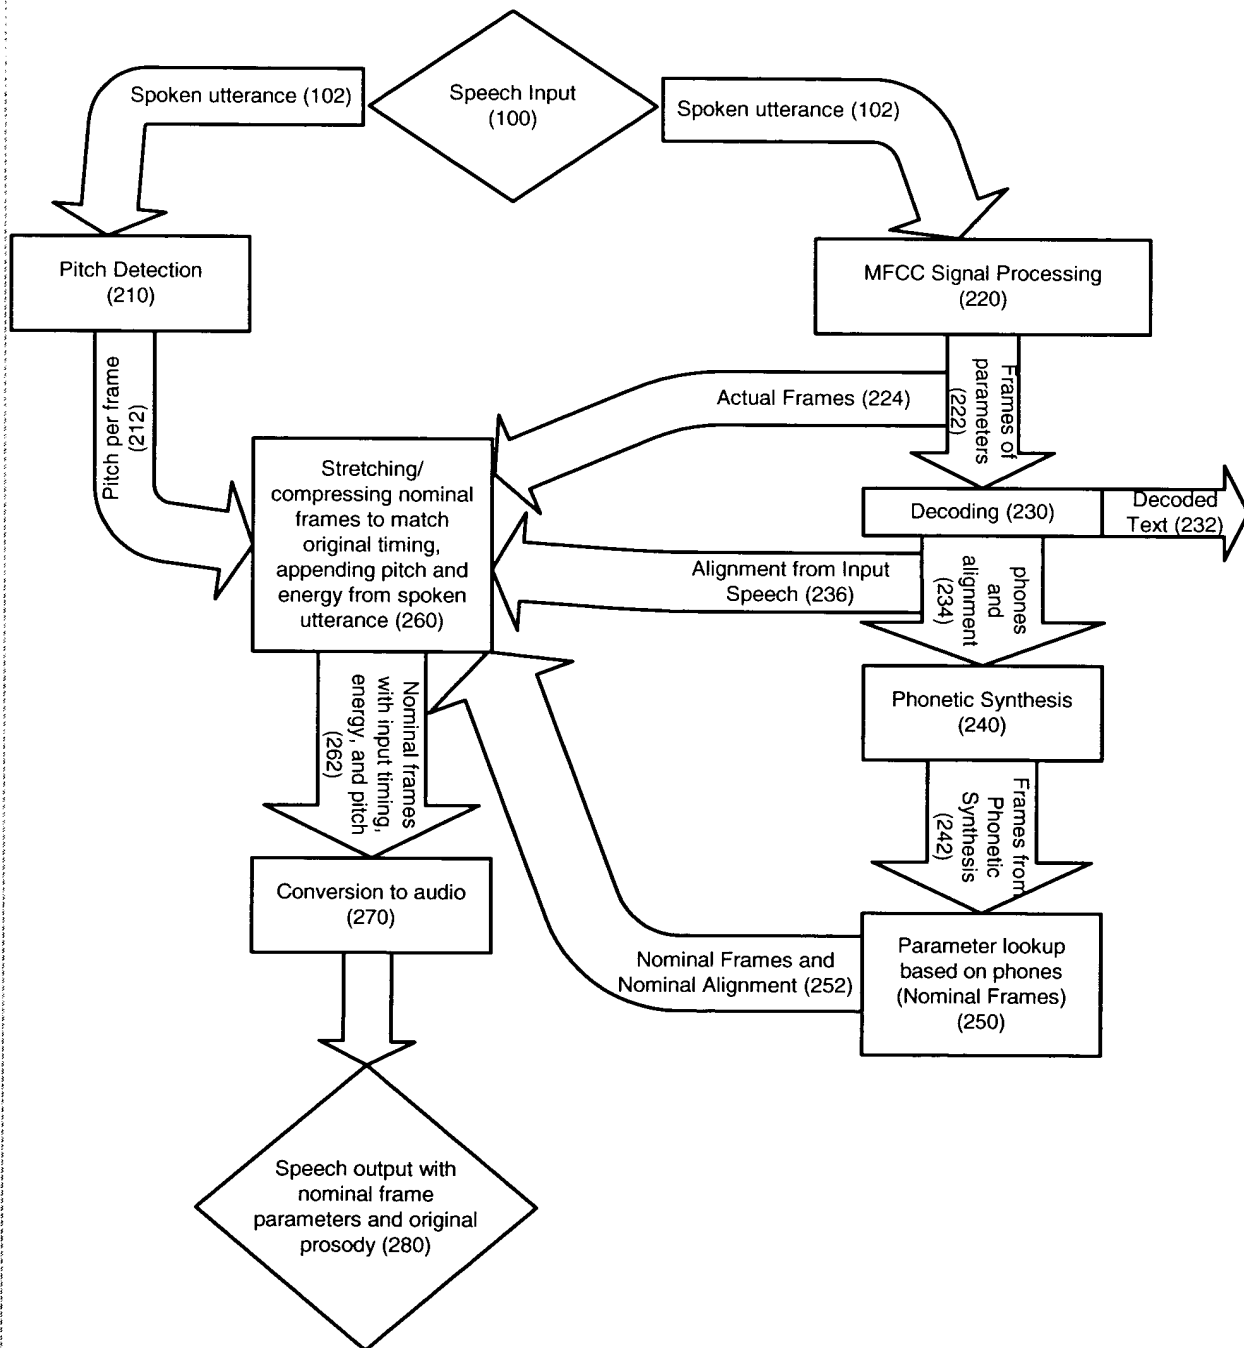 Speech Input
(100)
Spoken utterance (102)
Spoken utterance (102)
Pitch Detection
(210)
MFCC Signal Processing
(220)
Pitch per frame
(212)
Frames of
parameters
(222)
Actual Frames (224)
Stretching/
compressing nominal
frames to match
original timing,
appending pitch and
energy from spoken
utterance (260)
Decoding (230)
Decoded
Text (232)
Alignment from Input
Speech (236)
phones
and
alignment
(234)
Phonetic Synthesis
(240)
Nominal frames
with input timing,
energy, and pitch
(262)
Frames from
Phonetic
Synthesis
(242)
Conversion to audio
(270)
Nominal Frames and
Nominal Alignment (252)
Parameter lookup
based on phones
(Nominal Frames)
(250)
Speech output with
nominal frame
parameters and original
prosody (280)